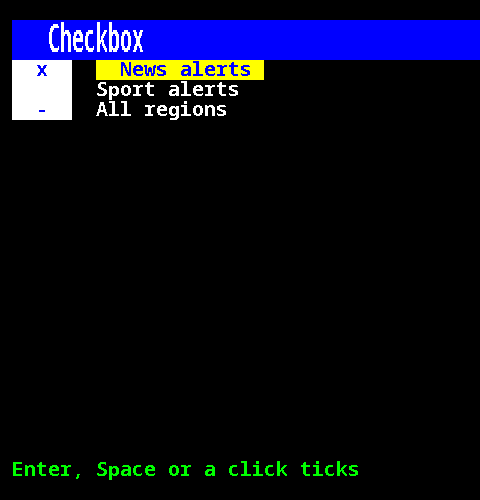 Checkbox
x News alerts
Sport alerts
- All regions
Enter, Space or a click ticks